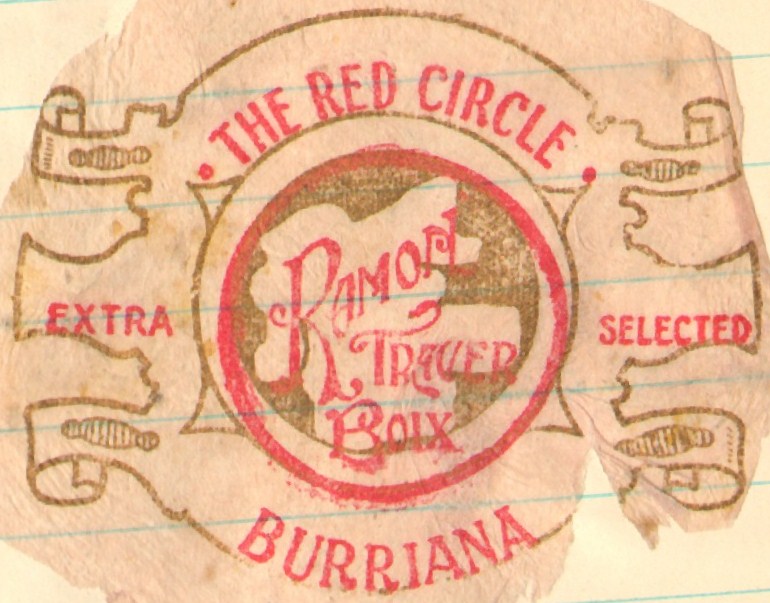 • THE RED CIRCLE •
RAMON
TRAVER
BOIX
EXTRA
SELECTED
BURRIANA